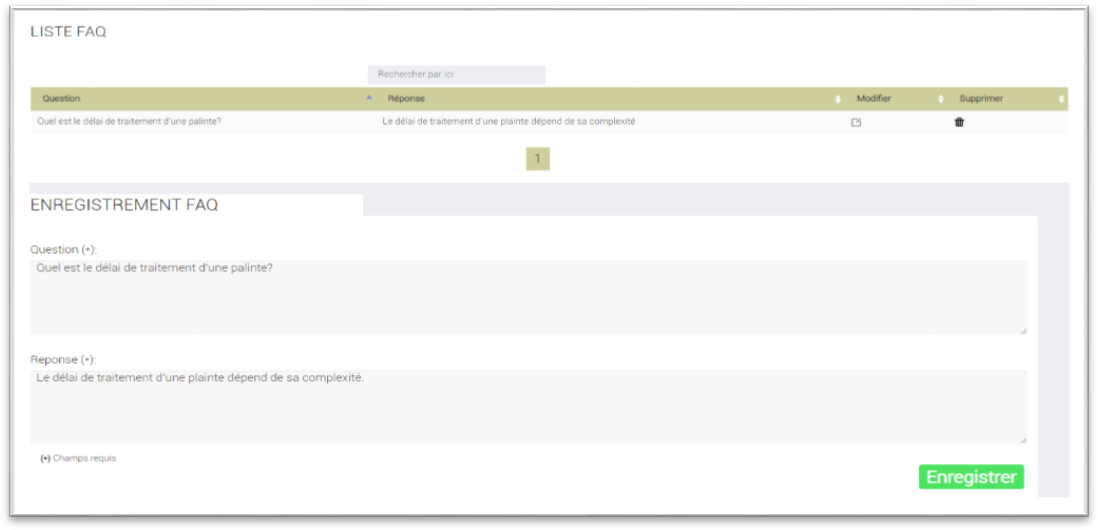 LISTE FAQ
Rechercher par ici
Question Réponse Modifier Supprimer
Quel est le délai de traitement d'une palinte? Le délai de traitement d'une plainte dépend de sa complexité.
1
ENREGISTREMENT FAQ
Question (*):
Quel est le délai de traitement d'une palinte?
Reponse (*):
Le délai de traitement d'une plainte dépend de sa complexité.
(*) Champs requis
Enregistrer